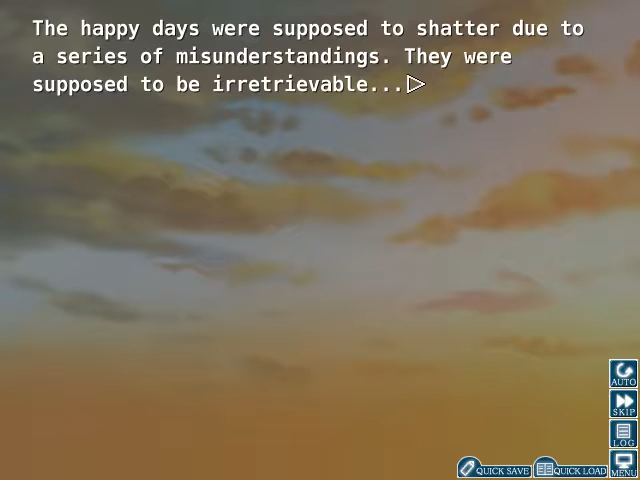 The happy days were supposed to shatter due to
a series of misunderstandings. They were
supposed to be irretrievable...
AUTO
SKIP
LOG
QUICK SAVE
QUICK LOAD
MENU